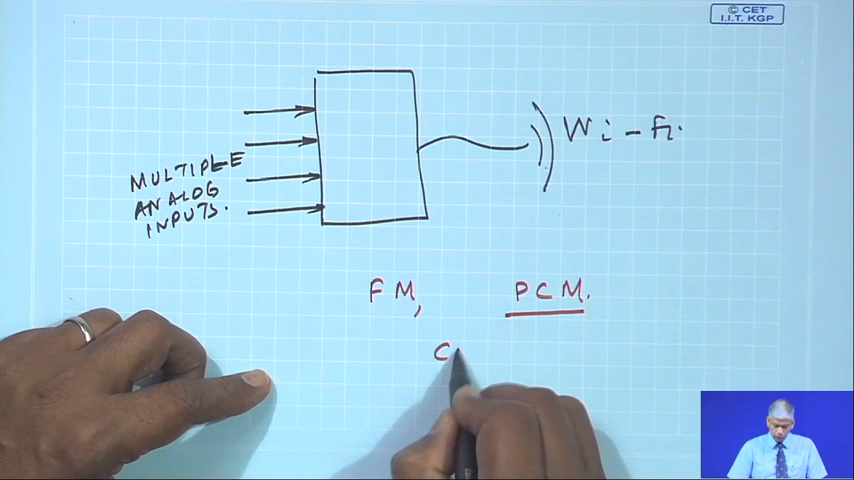 © CET
I.I.T. KGP
Wi-Fi.
MULTIPLE
ANALOG
INPUTS.
FM, PCM.
C